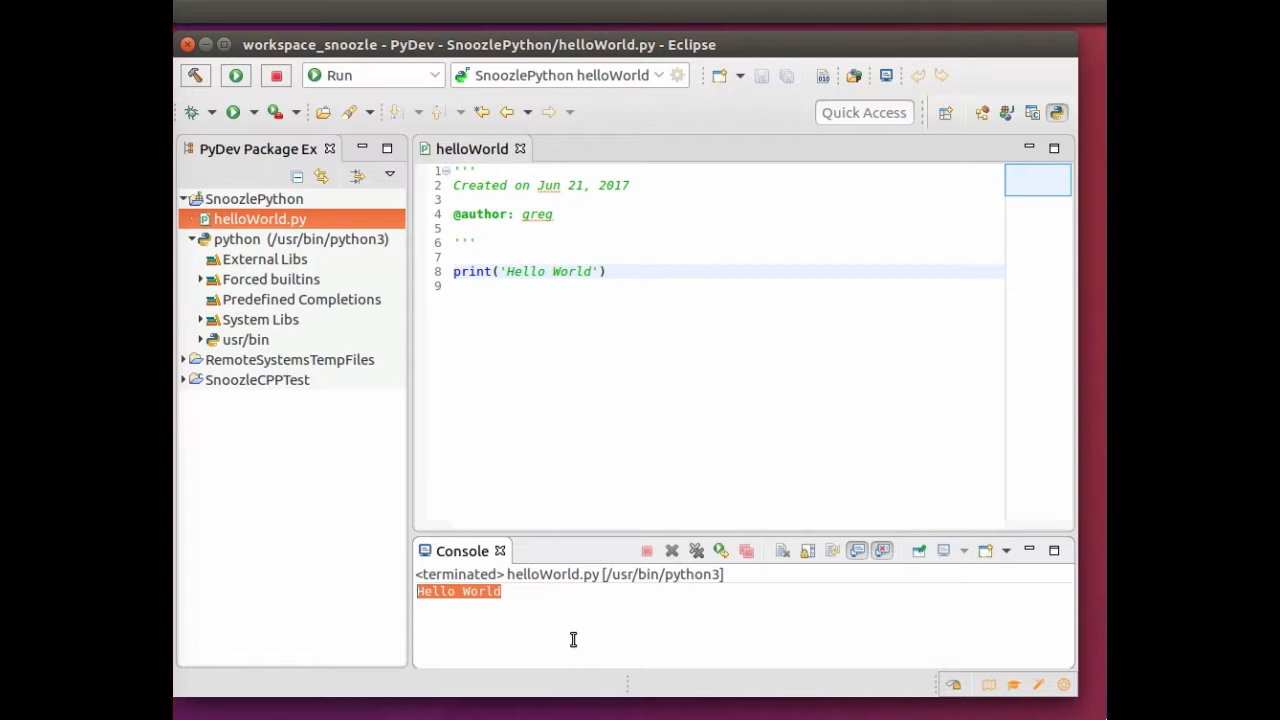 workspace_snoozle - PyDev - SnoozlePython/helloWorld.py - Eclipse
Run
SnoozlePython helloWorld
Quick Access
PyDev Package Ex
SnoozlePython
helloWorld.py
python (/usr/bin/python3)
External Libs
Forced builtins
Predefined Completions
System Libs
usr/bin
RemoteSystemsTempFiles
SnoozleCPPTest
helloWorld
1 '''
2 Created on Jun 21, 2017
3
4 @author: greg
5
6 '''
7
8 print('Hello World')
9
Console
<terminated> helloWorld.py [/usr/bin/python3]
Hello World